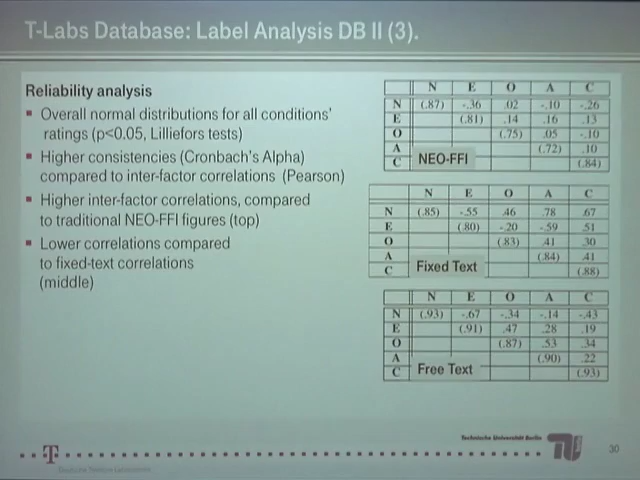 T-Labs Database: Label Analysis DB II (3).
Reliability analysis
Overall normal distributions for all conditions'
ratings (p<0.05, Lilliefors tests)
Higher consistencies (Cronbach's Alpha)
compared to inter-factor correlations (Pearson)
Higher inter-factor correlations, compared
to traditional NEO-FFI figures (top)
Lower correlations compared
to fixed-text correlations
(middle)
N E O A C
N (.87) -.36 .02 -.10 -.26
E (.81) .14 .16 .13
O (.75) .05 -.10
A (.72) .10
C (.84)
NEO-FFI
N E O A C
N (.85) -.55 .46 .78 .67
E (.80) -.20 -.59 .51
O (.83) .41 .30
A (.84) .41
C (.88)
Fixed Text
N E O A C
N (.93) -.67 -.34 -.14 -.43
E (.91) .47 .28 .19
O (.87) .53 .34
A (.90) .22
C (.93)
Free Text
T
Technische Universität Berlin
30